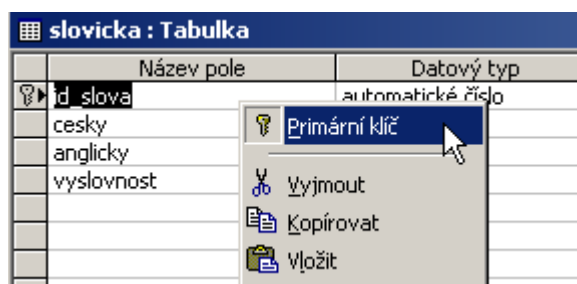 slovicka : Tabulka
Název pole Datový typ
id_slova automatické číslo
cesky
Primární klíč
anglicky
vyslovnost
Vyjmout
Kopírovat
Vložit